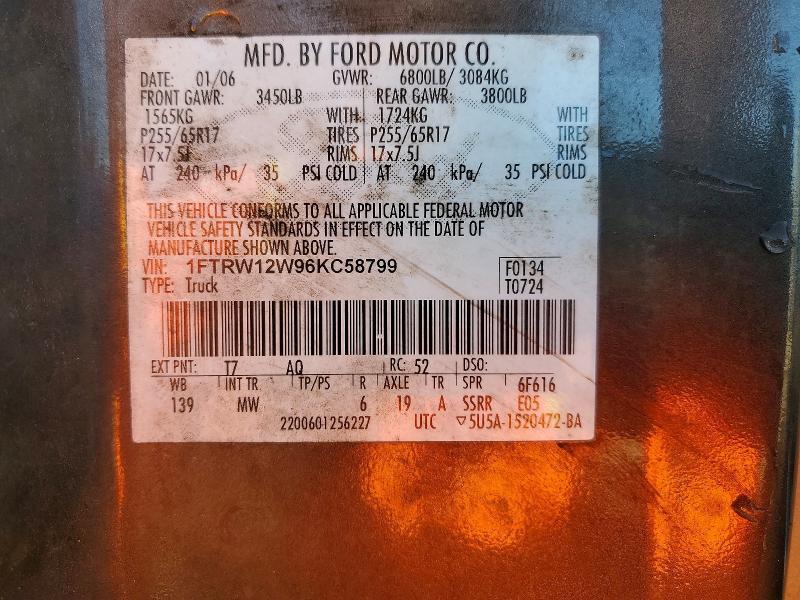 MFD. BY FORD MOTOR CO.
DATE: 01/06 GVWR: 6800LB/ 3084KG
FRONT GAWR: 3450LB REAR GAWR: 3800LB
1565KG WITH 1724KG WITH
P255/65R17 TIRES P255/65R17 TIRES
17x7.5J RIMS 17x7.5J RIMS
AT 240 kPa/ 35 PSI COLD AT 240 kPa/ 35 PSI COLD
THIS VEHICLE CONFORMS TO ALL APPLICABLE FEDERAL MOTOR
VEHICLE SAFETY STANDARDS IN EFFECT ON THE DATE OF
MANUFACTURE SHOWN ABOVE.
VIN: 1FTRW12W96KC58799 F0134
TYPE: Truck T0724
EXT PNT: T7 AQ RC: 52 DSO:
WB INT TR TP/PS R AXLE TR SPR 6F616
139 MW 6 19 A SSRR E05
2200601256227 UTC ▽5U5A-1520472-BA